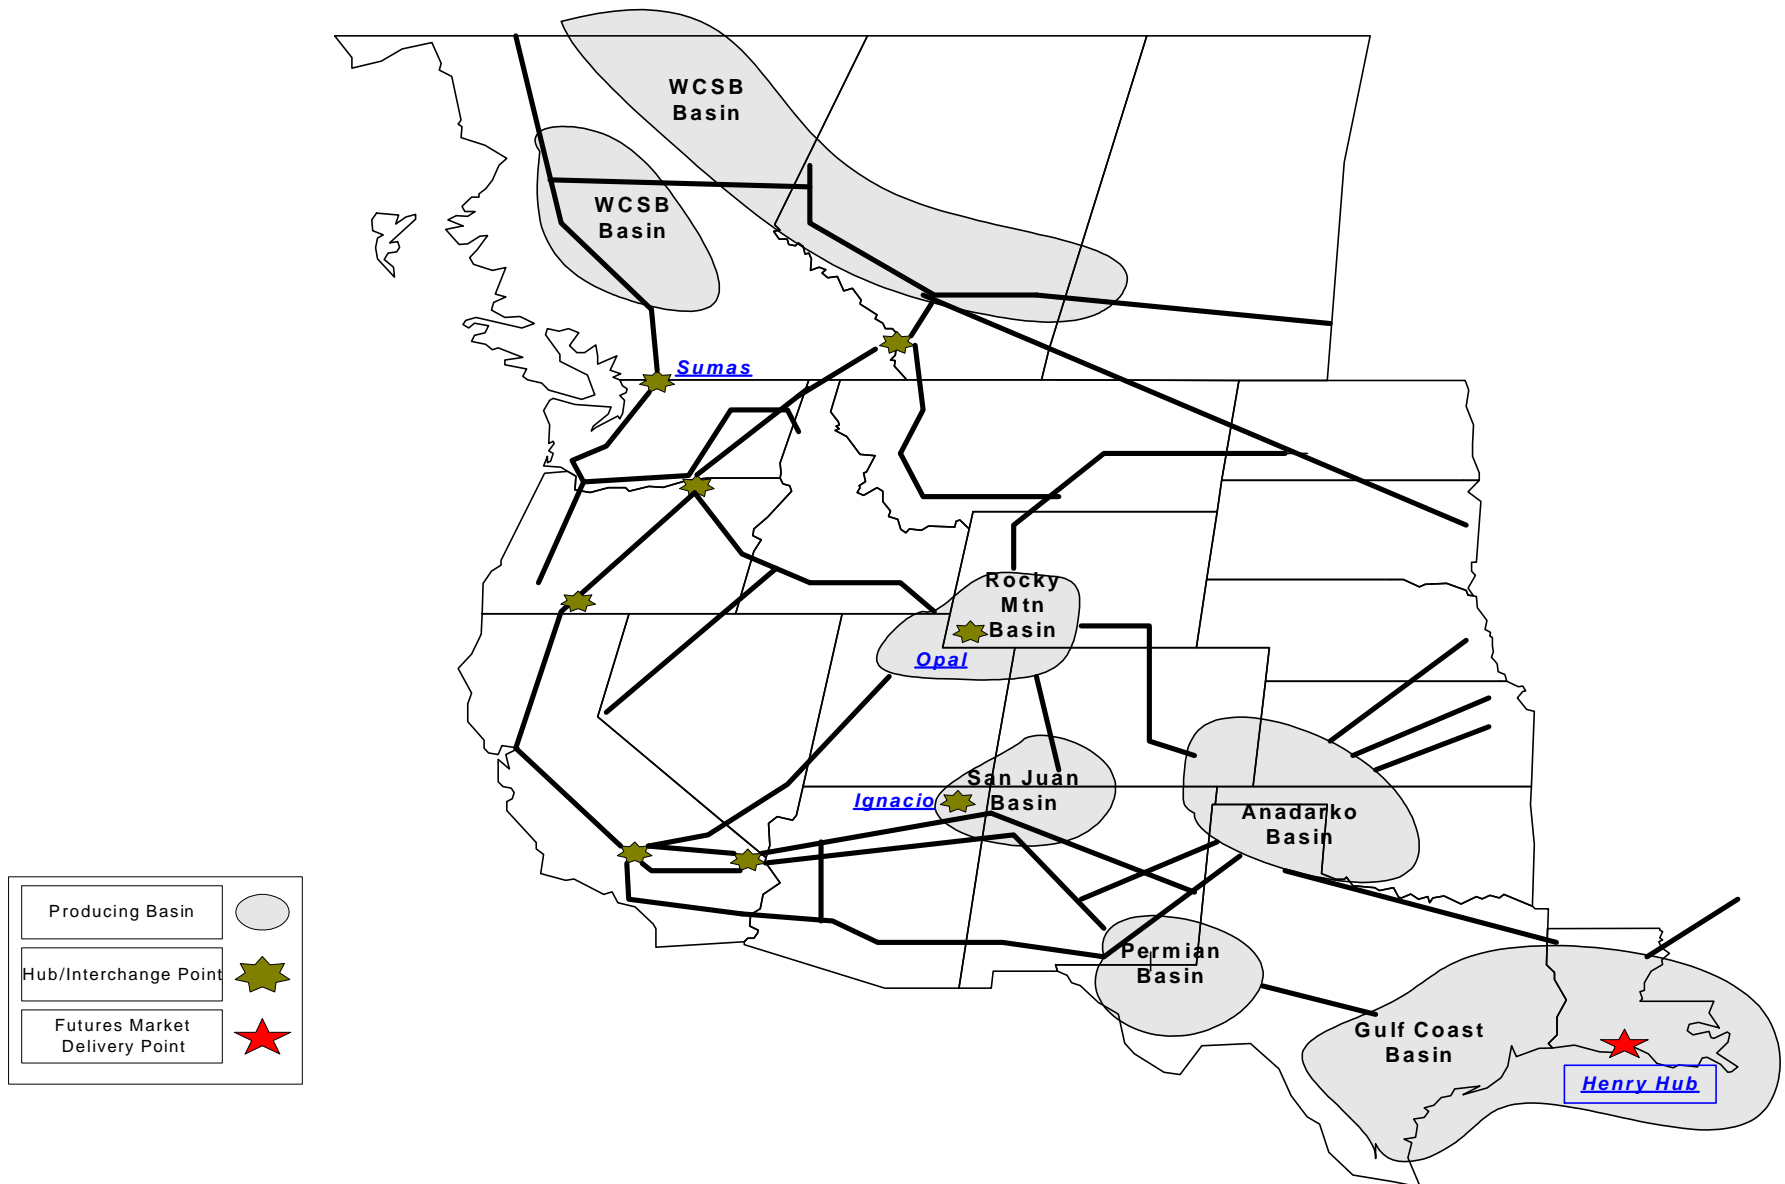 WCSB
Basin
WCSB
Basin
Sumas
Rocky
Mtn
Basin
Opal
San Juan
Basin
Ignacio
Anadarko
Basin
Permian
Basin
Gulf Coast
Basin
Henry Hub
Producing Basin
Hub/Interchange Point
Futures Market
Delivery Point